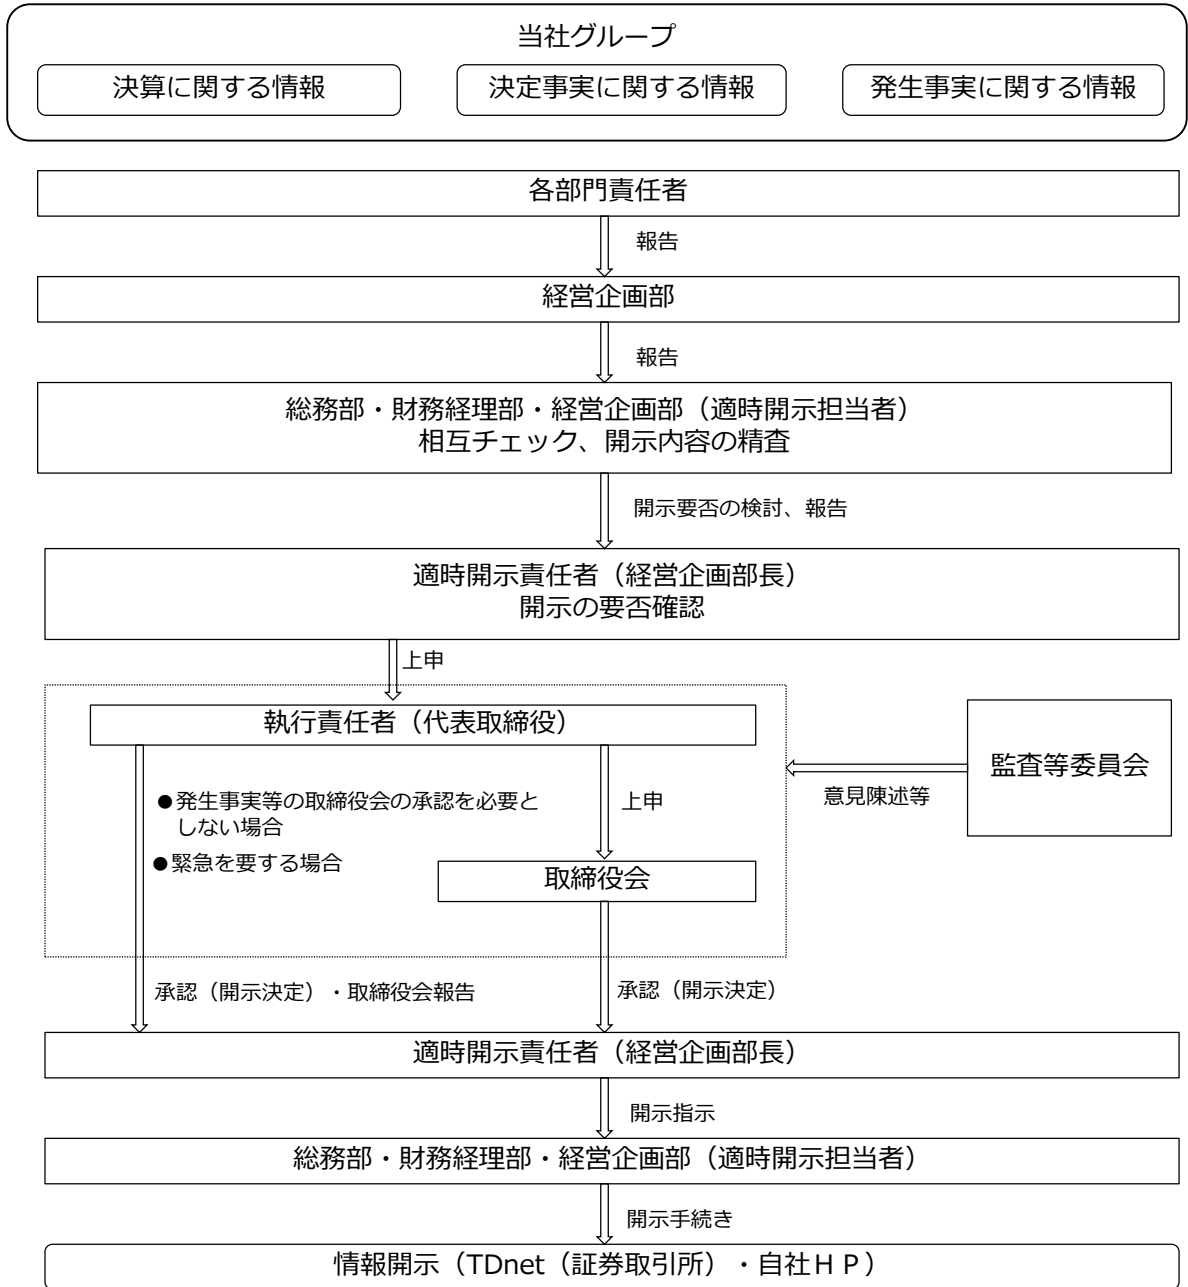 当社グループ
決算に関する情報
決定事実に関する情報
発生事実に関する情報
各部門責任者
報告
経営企画部
報告
総務部・財務経理部・経営企画部（適時開示担当者）
相互チェック、開示内容の精査
開示要否の検討、報告
適時開示責任者（経営企画部長）
開示の要否確認
上申
執行責任者（代表取締役）
監査等委員会
意見陳述等
●発生事実等の取締役会の承認を必要と
しない場合
●緊急を要する場合
上申
取締役会
承認（開示決定）・取締役会報告
承認（開示決定）
適時開示責任者（経営企画部長）
開示指示
総務部・財務経理部・経営企画部（適時開示担当者）
開示手続き
情報開示（TDnet（証券取引所）・自社ＨＰ）